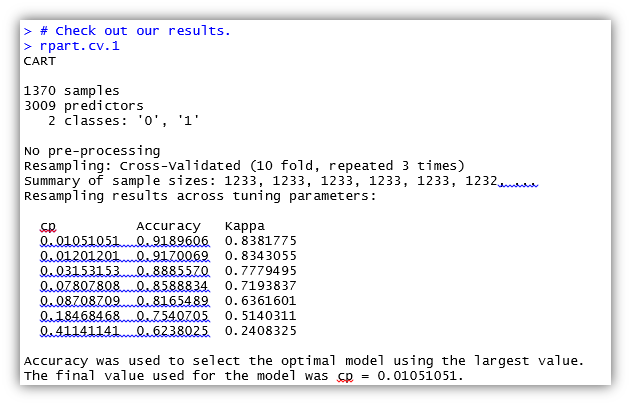 > # Check out our results.
> rpart.cv.1
CART

1370 samples
3009 predictors
   2 classes: '0', '1'

No pre-processing
Resampling: Cross-Validated (10 fold, repeated 3 times)
Summary of sample sizes: 1233, 1233, 1233, 1233, 1233, 1232, ...
Resampling results across tuning parameters:

  cp          Accuracy   Kappa
  0.01051051  0.9189606  0.8381775
  0.01201201  0.9170069  0.8343055
  0.03153153  0.8885570  0.7779495
  0.07807808  0.8588834  0.7193837
  0.08708709  0.8165489  0.6361601
  0.18468468  0.7540705  0.5140311
  0.41141141  0.6238025  0.2408325

Accuracy was used to select the optimal model using the largest value.
The final value used for the model was cp = 0.01051051.